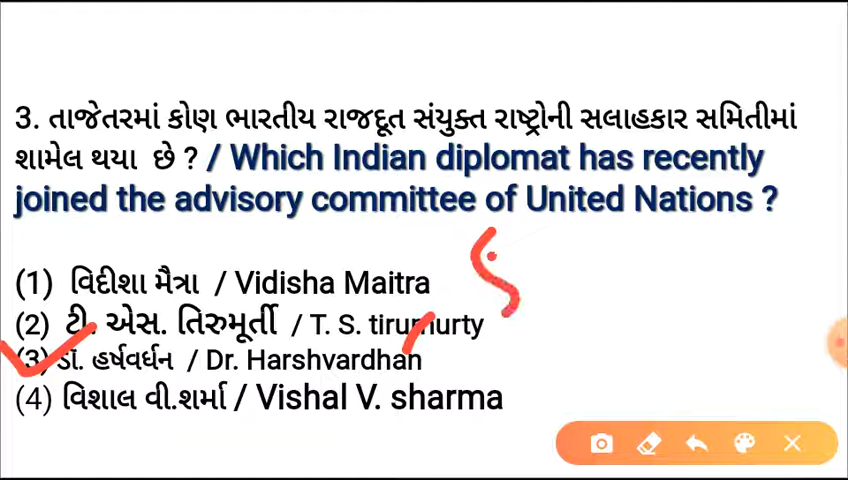 3. તાજેતરમાં કોણ ભારતીય રાજદૂત સંયુક્ત રાષ્ટ્રોની સલાહકાર સમિતીમાં
શામેલ થયા છે ? / Which Indian diplomat has recently
joined the advisory committee of United Nations ?
(1) વિદીશા મૈત્રા / Vidisha Maitra
(2) ટી. એસ. તિરુમૂર્તી / T. S. tirumurty
(3) ડૉ. હર્ષવર્ધન / Dr. Harshvardhan
(4) વિશાલ વી.શર્મા / Vishal V. sharma